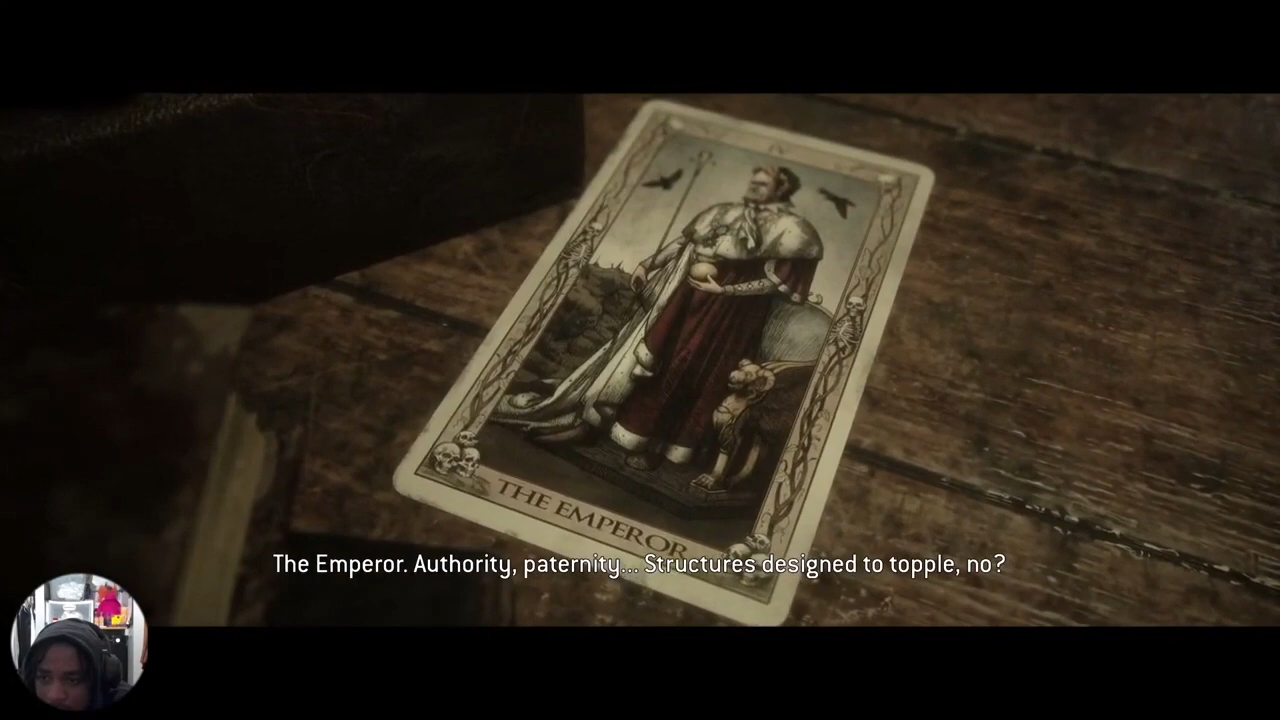 THE EMPEROR
The Emperor. Authority, paternity... Structures designed to topple, no?